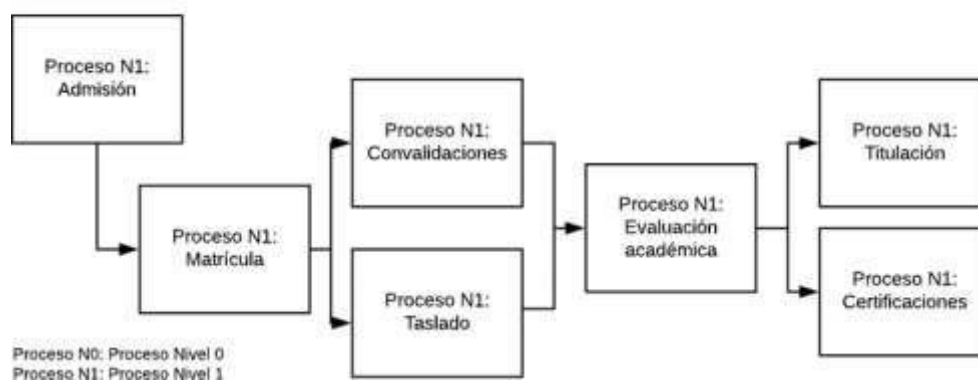 Proceso N1:
Admisión
Proceso N1:
Matrícula
Proceso N1:
Convalidaciones
Proceso N1:
Taslado
Proceso N1:
Evaluación
académica
Proceso N1:
Titulación
Proceso N1:
Certificaciones
Proceso N0: Proceso Nivel 0
Proceso N1: Proceso Nivel 1